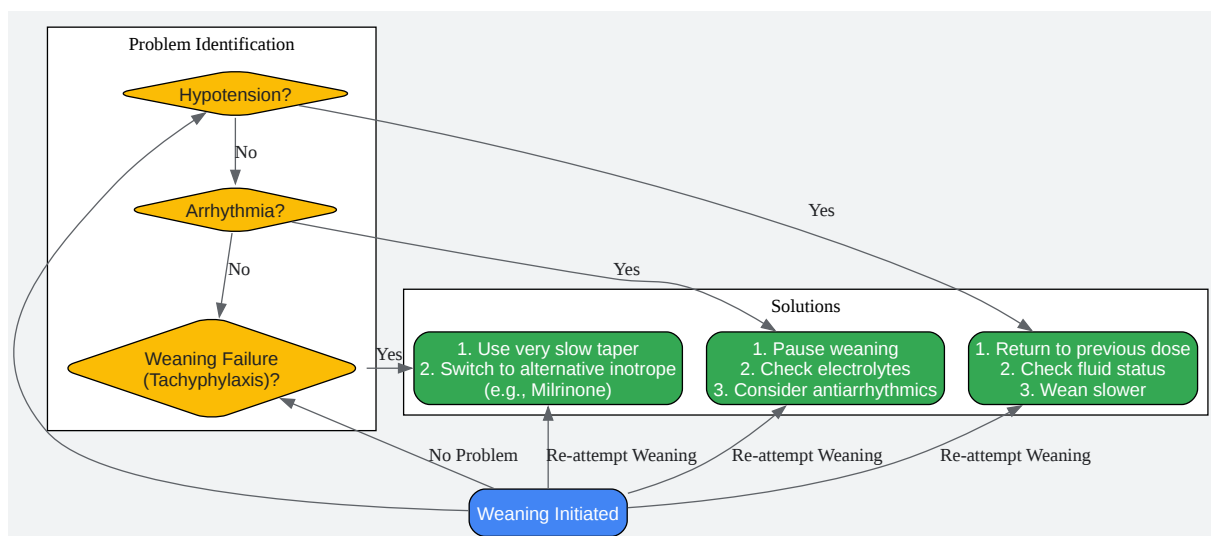 Problem Identification
Hypotension?
No
Yes
Arrhythmia?
No
Yes
Solutions
Weaning Failure
(Tachyphylaxis)?
Yes
1. Use very slow taper
2. Switch to alternative inotrope
(e.g., Milrinone)
1. Pause weaning
2. Check electrolytes
3. Consider antiarrhythmics
1. Return to previous dose
2. Check fluid status
3. Wean slower
No Problem
Re-attempt Weaning
Re-attempt Weaning
Re-attempt Weaning
Weaning Initiated